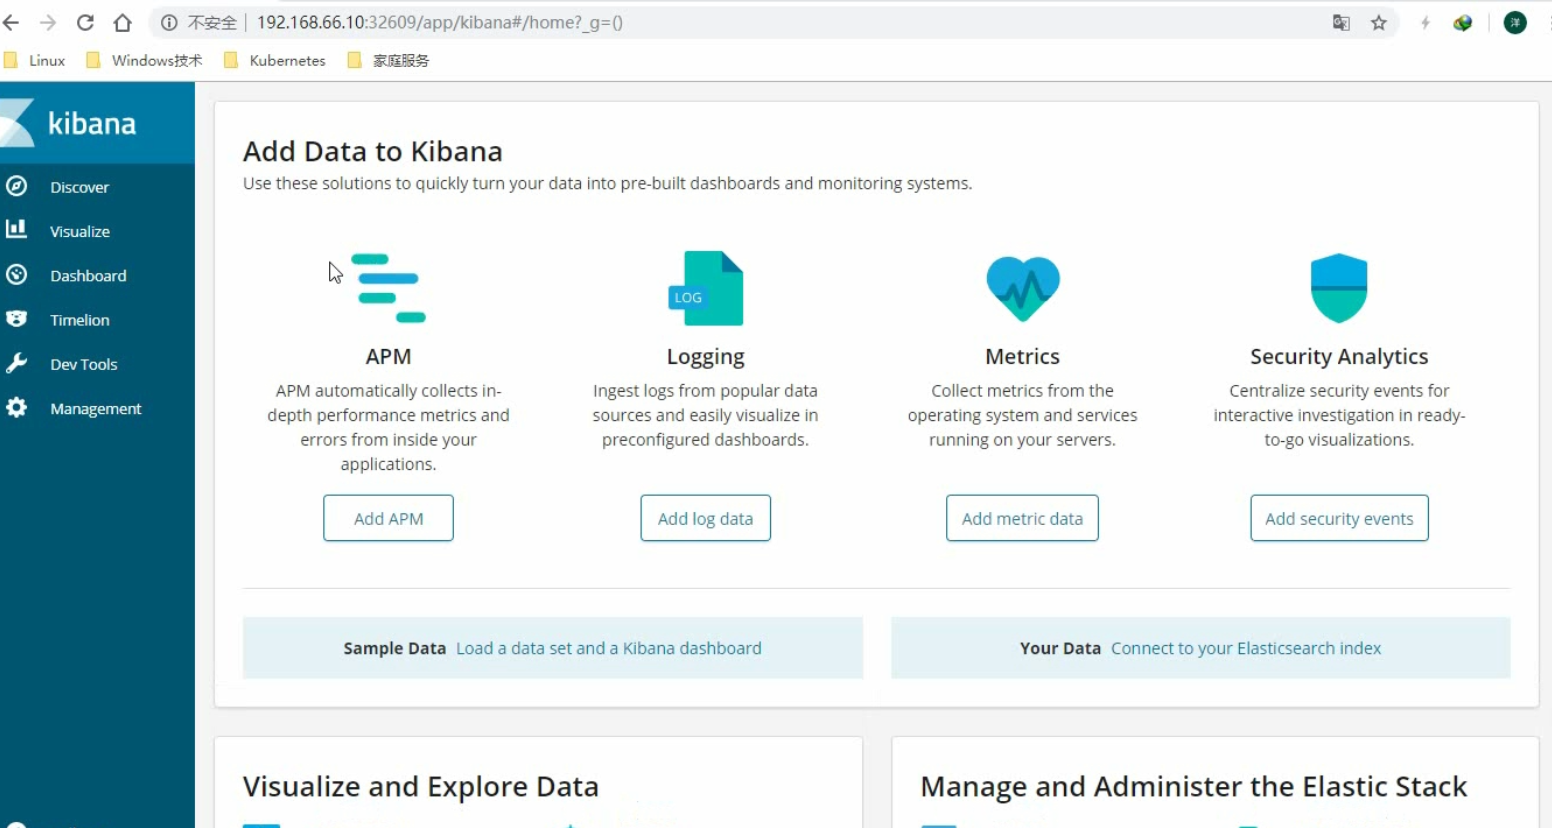 不安全 192.168.66.10:32609/app/kibana#/home?_g=()
洋
Linux Windows技术 Kubernetes 家庭服务
kibana
Discover
Visualize
Dashboard
Timelion
Dev Tools
Management
Add Data to Kibana
Use these solutions to quickly turn your data into pre-built dashboards and monitoring systems.
APM
APM automatically collects in-
depth performance metrics and
errors from inside your
applications.
Add APM
LOG
Logging
Ingest logs from popular data
sources and easily visualize in
preconfigured dashboards.
Add log data
Metrics
Collect metrics from the
operating system and services
running on your servers.
Add metric data
Security Analytics
Centralize security events for
interactive investigation in ready-
to-go visualizations.
Add security events
Sample Data Load a data set and a Kibana dashboard
Your Data Connect to your Elasticsearch index
Visualize and Explore Data
Manage and Administer the Elastic Stack